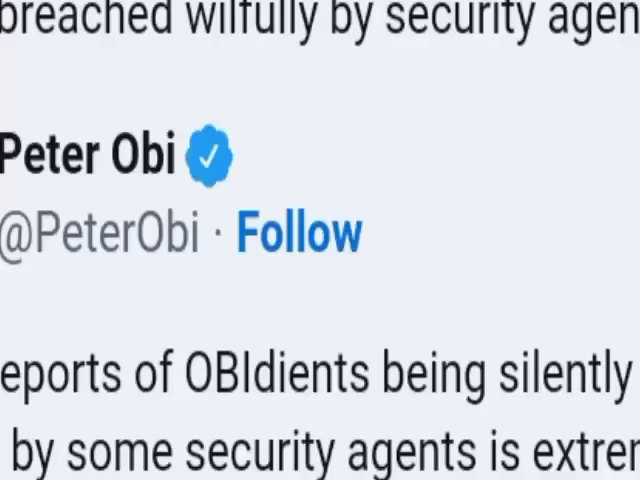 breached wilfully by security agen
Peter Obi
@PeterObi · Follow
eports of OBIdients being silently
by some security agents is extre